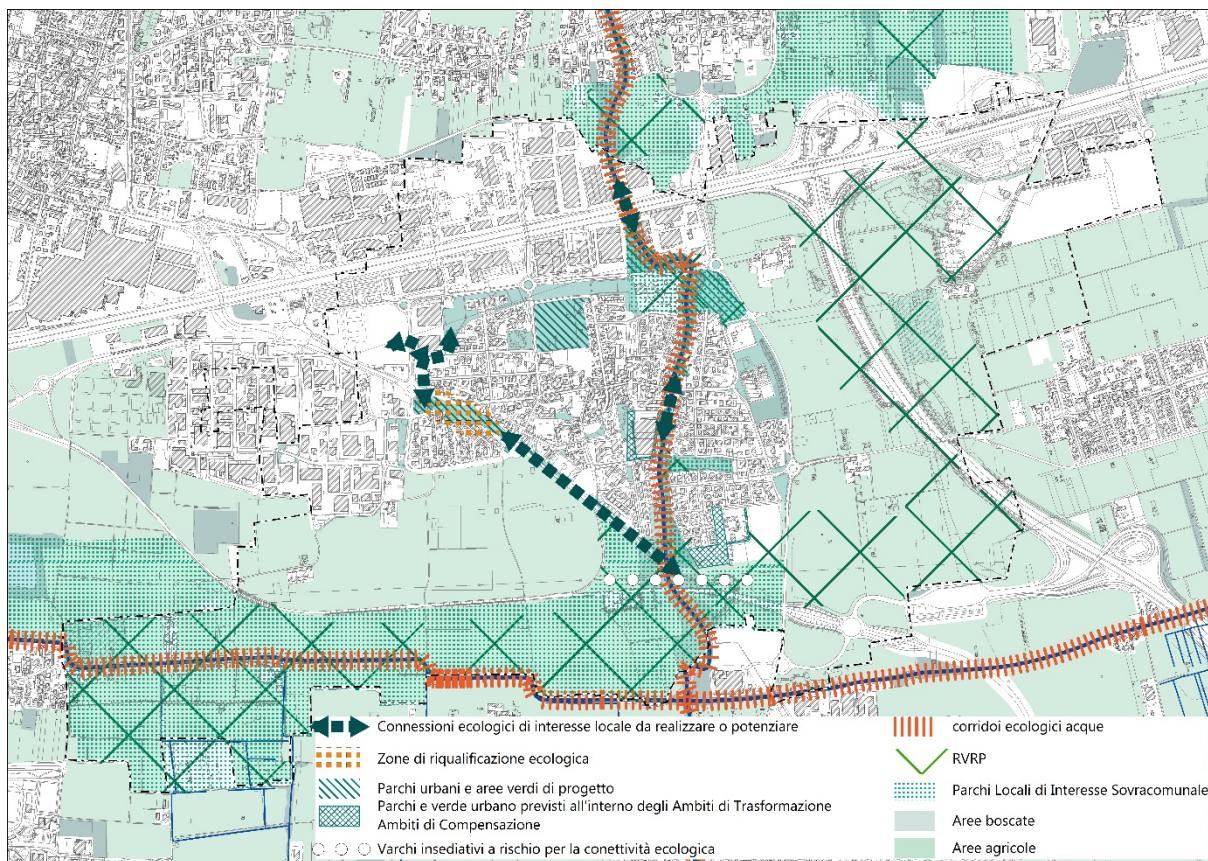 Connessioni ecologici di interesse locale da realizzare o potenziare
Zone di riqualificazione ecologica
Parchi urbani e aree verdi di progetto
Parchi e verde urbano previsti all'interno degli Ambiti di Trasformazione
Ambiti di Compensazione
Varchi insediativi a rischio per la conettività ecologica
corridoi ecologici acque
RVRP
Parchi Locali di Interesse Sovracomunale
Aree boscate
Aree agricole